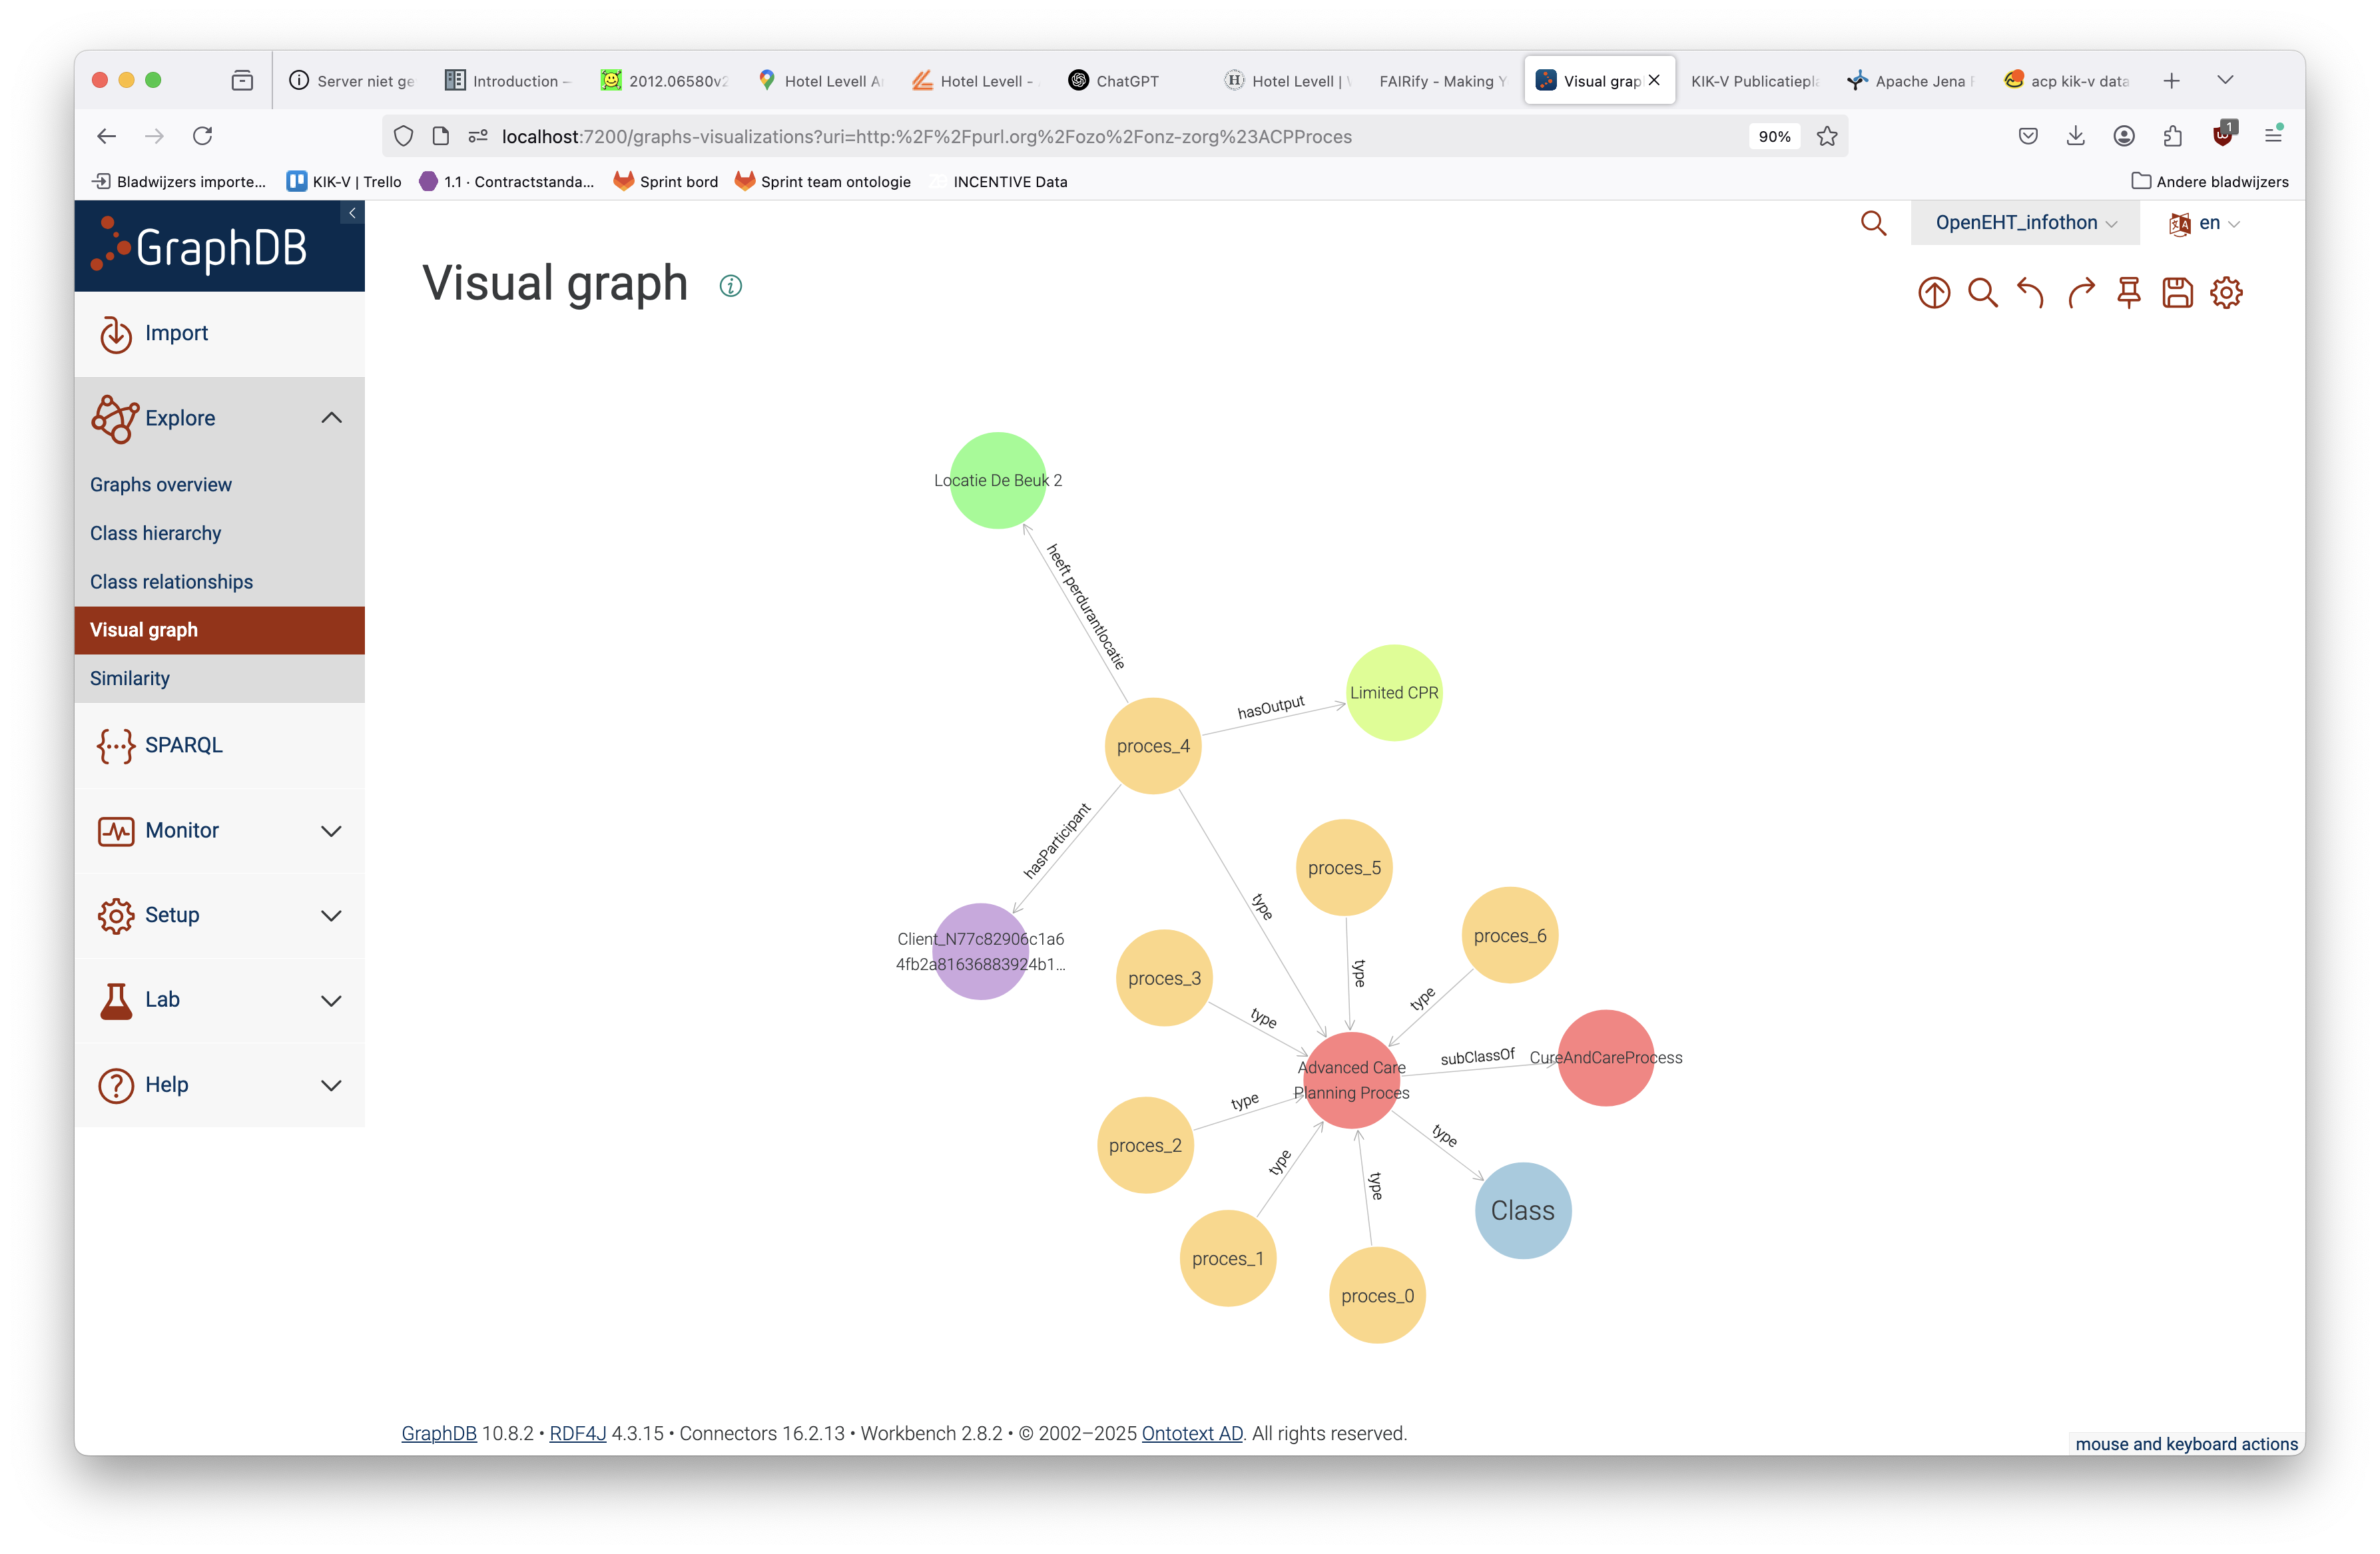 Server niet ge
Introduction –
2012.06580v2
Hotel Levell A
Hotel Levell -
ChatGPT
Hotel Levell |
FAIRify - Making Y
Visual grap
KIK-V Publicatiepla
Apache Jena F
acp kik-v data
localhost:7200/graphs-visualizations?uri=http:%2F%2Fpurl.org%2Fozo%2Fonz-zorg%23ACPProces
90%
1
Bladwijzers importe...
KIK-V | Trello
1.1 · Contractstanda...
Sprint bord
Sprint team ontologie
INCENTIVE Data
Andere bladwijzers
GraphDB
OpenEHT_infothon
en
Visual graph
Import
Explore
Graphs overview
Class hierarchy
Class relationships
Visual graph
Similarity
SPARQL
Monitor
Setup
Lab
Help
Locatie De Beuk 2
heeft perdurantlocatie
Limited CPR
hasOutput
proces_4
hasParticipant
type
Client_N77c82906c1a6
4fb2a81636883924b1...
proces_5
type
proces_6
type
proces_3
type
Advanced Care
Planning Proces
subClassOf
CureAndCareProcess
proces_2
type
type
Class
proces_1
type
proces_0
type
GraphDB 10.8.2 • RDF4J 4.3.15 • Connectors 16.2.13 • Workbench 2.8.2 • © 2002–2025 Ontotext AD. All rights reserved.
mouse and keyboard actions